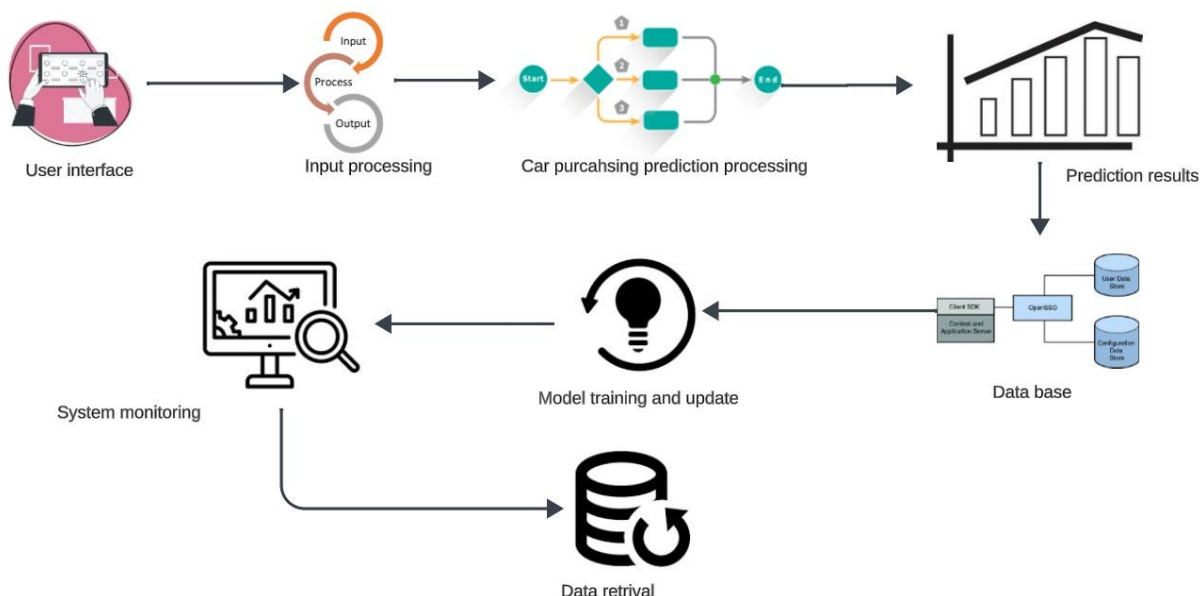 Input
Process
Output
1
2
3
Start
End
User interface
Input processing
Car purcahsing prediction processing
Prediction results
User Data
Store
Client SDK
OpenSSO
Content and
Application Server
Configuration
Data
Store
Data base
Model training and update
System monitoring
Data retrival